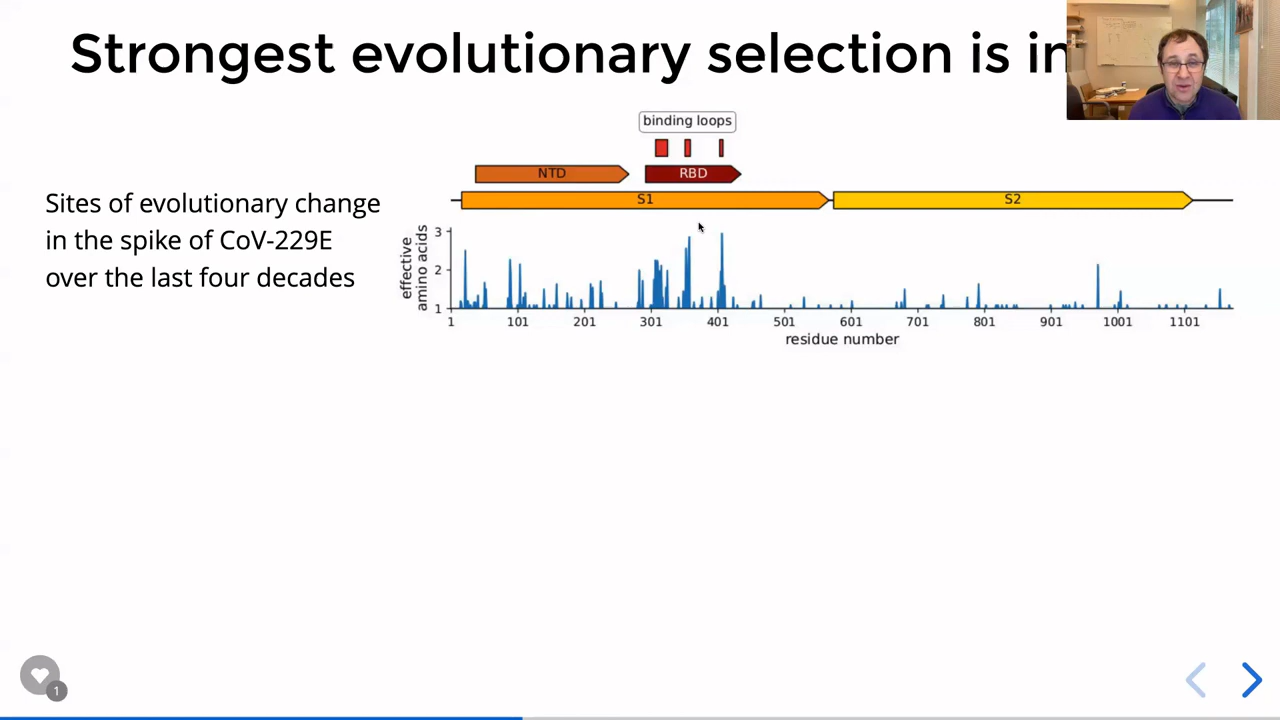 Strongest evolutionary selection is in
binding loops
NTD
RBD
S1
S2
Sites of evolutionary change
in the spike of CoV-229E
over the last four decades
effective
amino acids
3
2
1
1 101 201 301 401 501 601 701 801 901 1001 1101
residue number
1